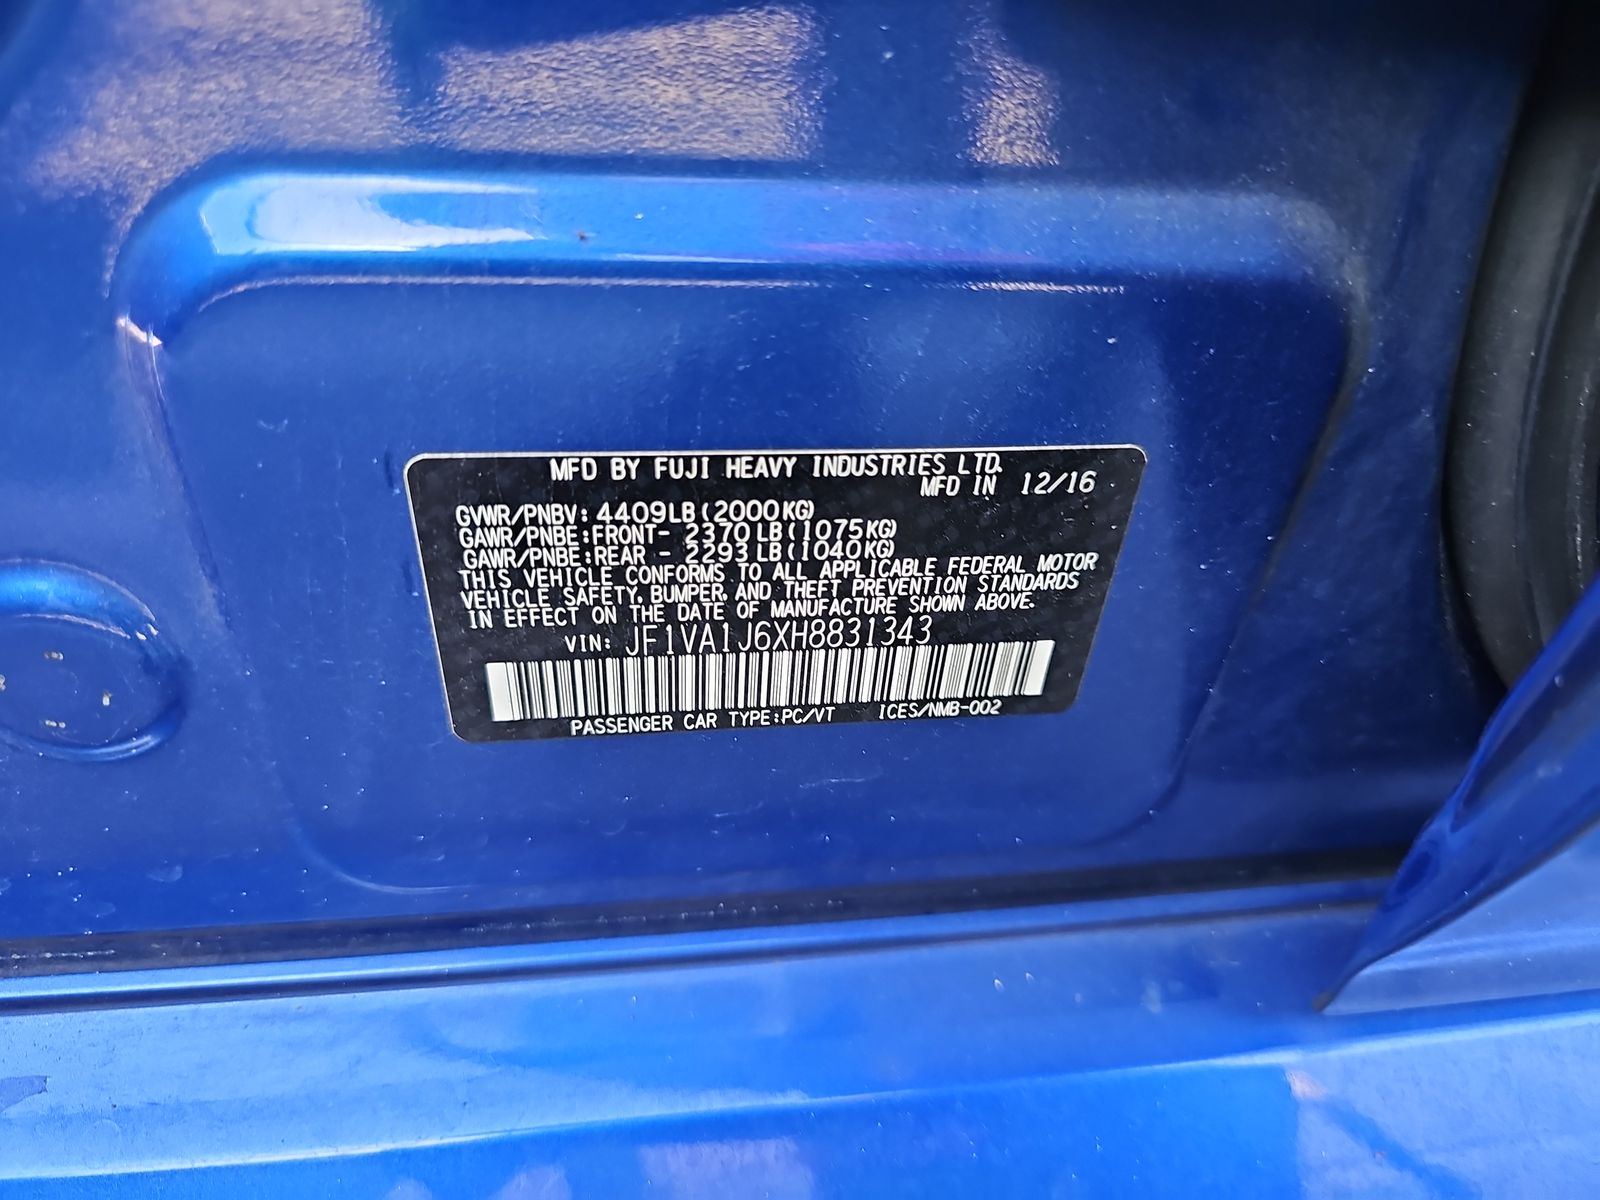 MFD BY FUJI HEAVY INDUSTRIES LTD.
MFD IN 12/16
GVWR/PNBV: 4409LB(2000KG)
GAWR/PNBE:FRONT- 2370LB(1075KG)
GAWR/PNBE:REAR - 2293LB(1040KG)
THIS VEHICLE CONFORMS TO ALL APPLICABLE FEDERAL MOTOR
VEHICLE SAFETY, BUMPER, AND THEFT PREVENTION STANDARDS
IN EFFECT ON THE DATE OF MANUFACTURE SHOWN ABOVE.
VIN: JF1VA1J6XH8831343
PASSENGER CAR TYPE:PC/VT ICES/NMB-002